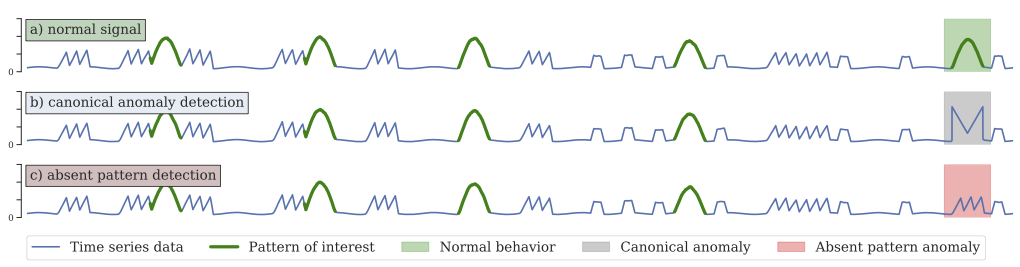 a) normal signal
0
b) canonical anomaly detection
0
c) absent pattern detection
0
Time series data Pattern of interest Normal behavior Canonical anomaly Absent pattern anomaly